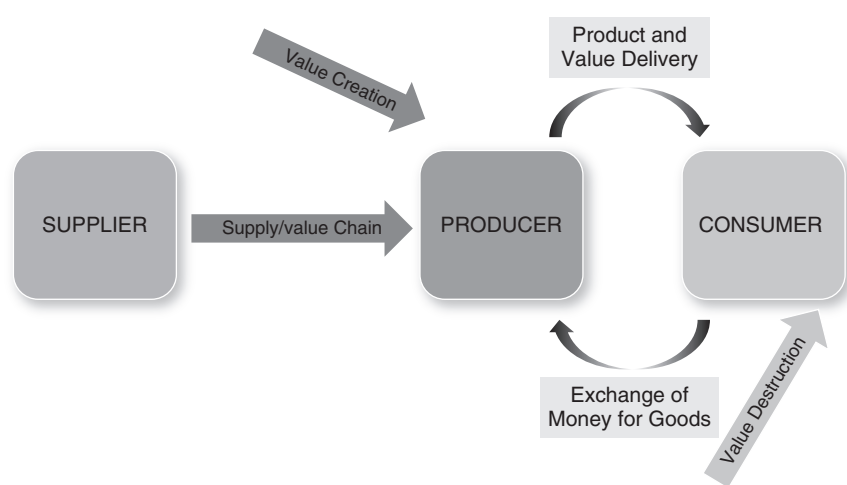 Product and
Value Delivery
Value Creation
SUPPLIER
Supply/value Chain
PRODUCER
CONSUMER
Exchange of
Money for Goods
Value Destruction